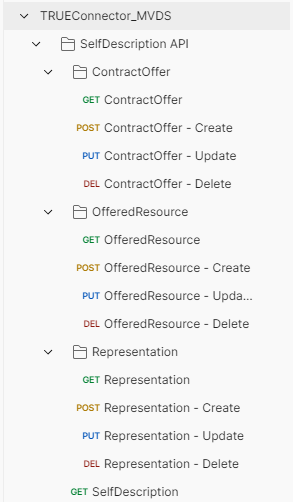 TRUEConnector_MVDS
SelfDescription API
ContractOffer
GET ContractOffer
POST ContractOffer - Create
PUT ContractOffer - Update
DEL ContractOffer - Delete
OfferedResource
GET OfferedResource
POST OfferedResource - Create
PUT OfferedResource - Upda...
DEL OfferedResource - Delete
Representation
GET Representation
POST Representation - Create
PUT Representation - Update
DEL Representation - Delete
GET SelfDescription